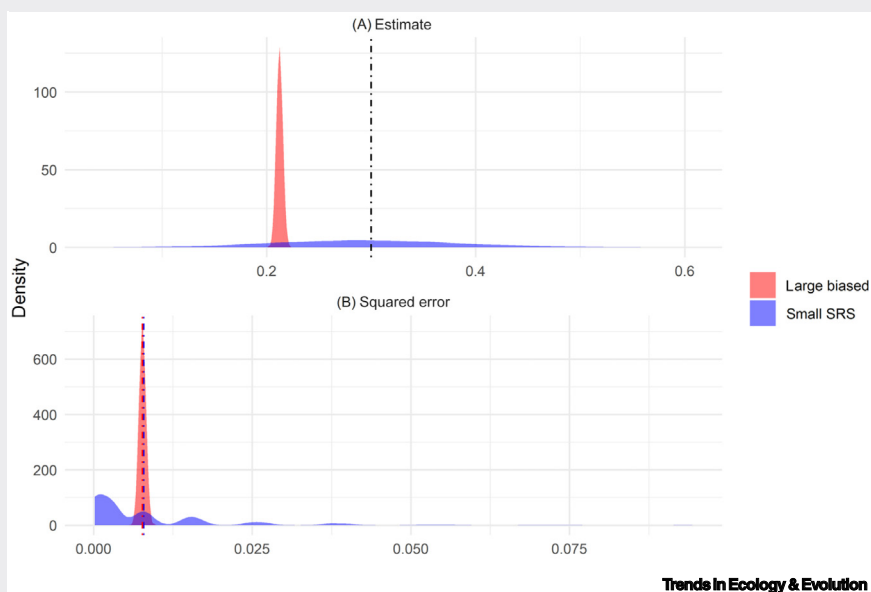 (A) Estimate
100
50
0
0.2 0.4 0.6
Density
Large biased
Small SRS
(B) Squared error
600
400
200
0
0.000 0.025 0.050 0.075
Trends in Ecology & Evolution